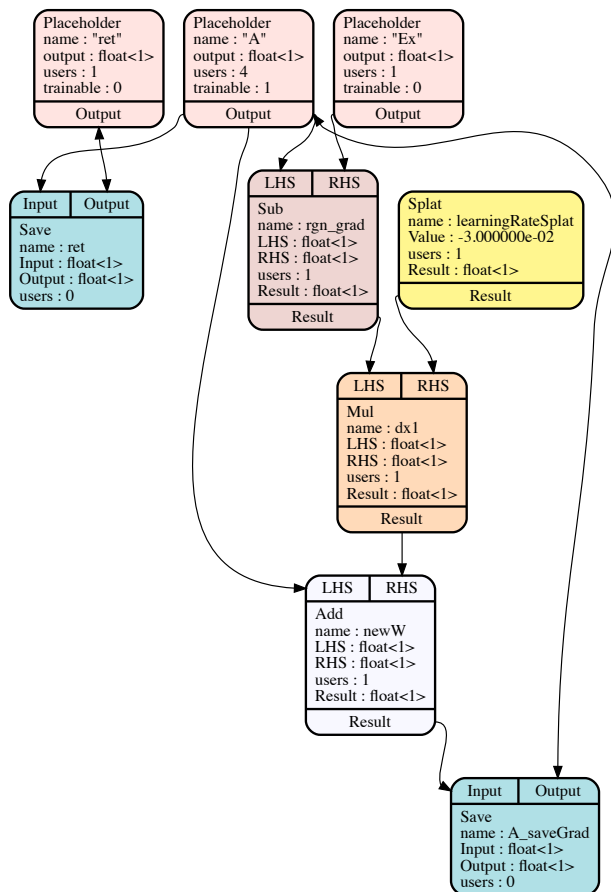 Placeholder
name : "ret"
output : float<1>
users : 1
trainable : 0
Output
Placeholder
name : "A"
output : float<1>
users : 4
trainable : 1
Output
Placeholder
name : "Ex"
output : float<1>
users : 1
trainable : 0
Output
Input Output
Save
name : ret
Input : float<1>
Output : float<1>
users : 0
LHS RHS
Sub
name : rgn_grad
LHS : float<1>
RHS : float<1>
users : 1
Result : float<1>
Result
Splat
name : learningRateSplat
Value : -3.000000e-02
users : 1
Result : float<1>
Result
LHS RHS
Mul
name : dx1
LHS : float<1>
RHS : float<1>
users : 1
Result : float<1>
Result
LHS RHS
Add
name : newW
LHS : float<1>
RHS : float<1>
users : 1
Result : float<1>
Result
Input Output
Save
name : A_saveGrad
Input : float<1>
Output : float<1>
users : 0